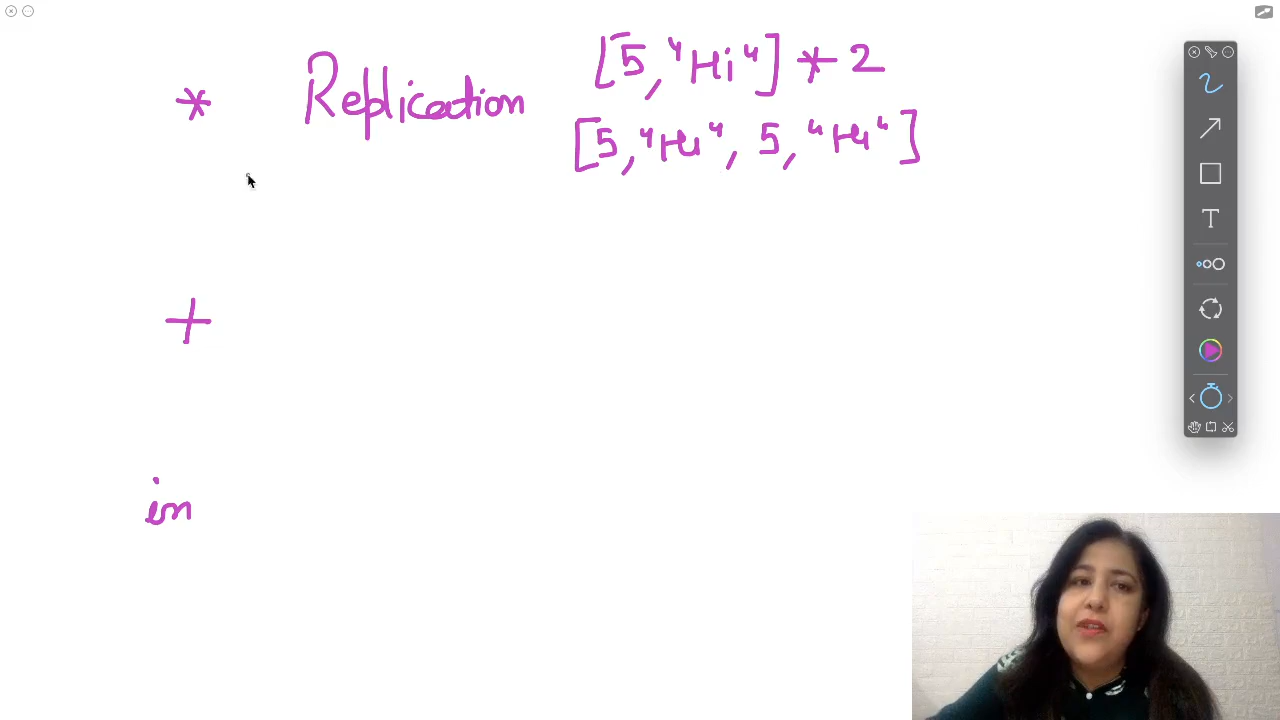 * Replication [5, "Hi"] * 2
[5, "Hi", 5, "Hi"]
+
in
T